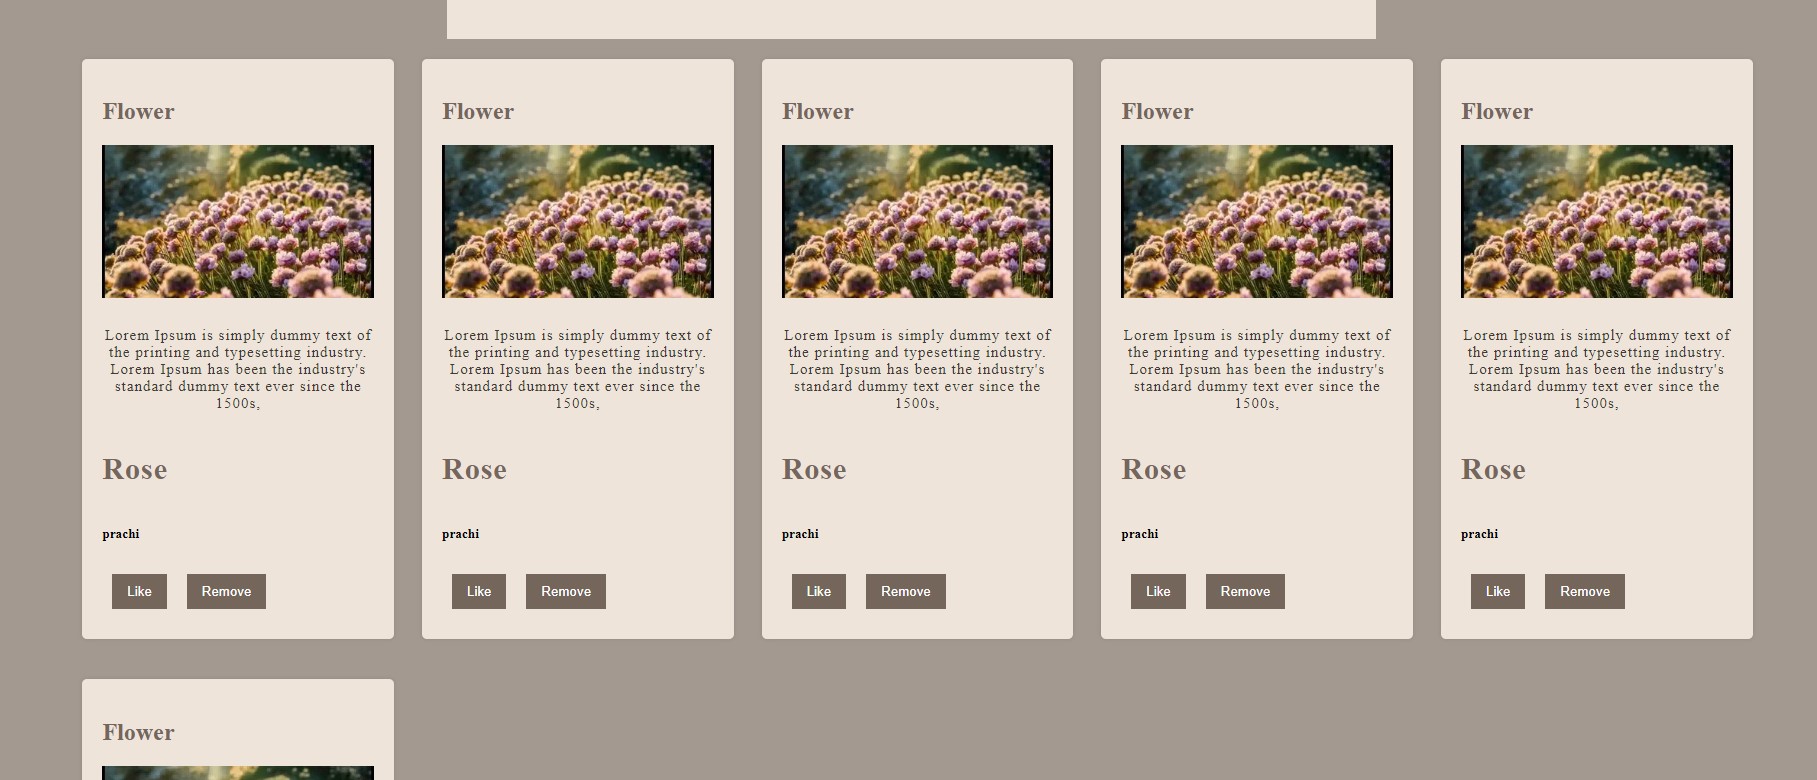 Flower
Lorem Ipsum is simply dummy text of
the printing and typesetting industry.
Lorem Ipsum has been the industry's
standard dummy text ever since the
1500s,
Rose
prachi
Like Remove
Flower
Lorem Ipsum is simply dummy text of
the printing and typesetting industry.
Lorem Ipsum has been the industry's
standard dummy text ever since the
1500s,
Rose
prachi
Like Remove
Flower
Lorem Ipsum is simply dummy text of
the printing and typesetting industry.
Lorem Ipsum has been the industry's
standard dummy text ever since the
1500s,
Rose
prachi
Like Remove
Flower
Lorem Ipsum is simply dummy text of
the printing and typesetting industry.
Lorem Ipsum has been the industry's
standard dummy text ever since the
1500s,
Rose
prachi
Like Remove
Flower
Lorem Ipsum is simply dummy text of
the printing and typesetting industry.
Lorem Ipsum has been the industry's
standard dummy text ever since the
1500s,
Rose
prachi
Like Remove
Flower